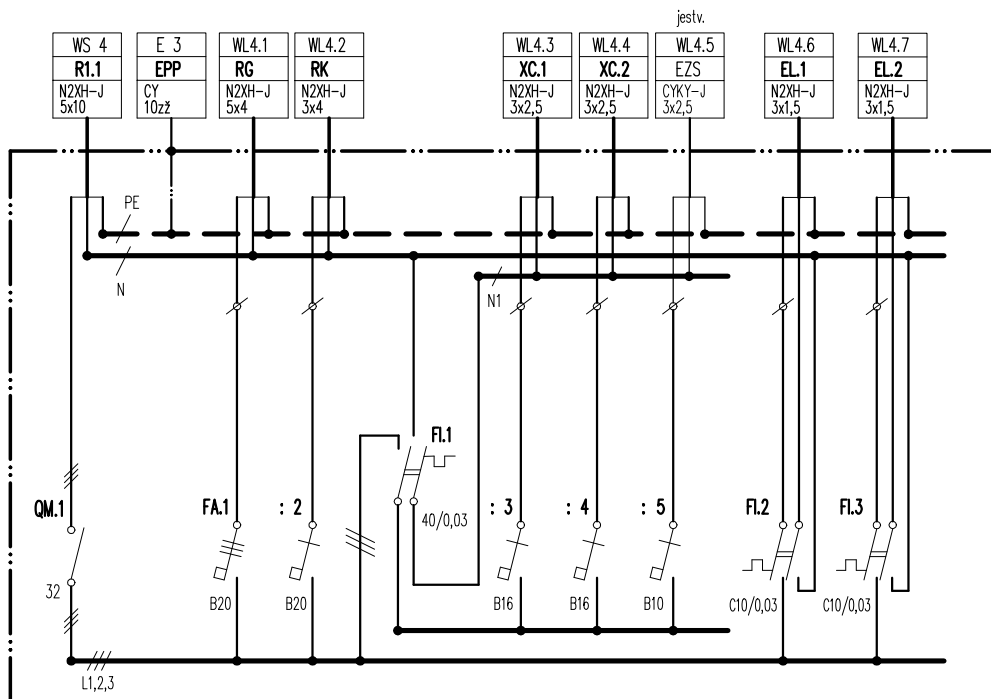 jestv.
WS 4
R1.1
N2XH-J
5x10
E 3
EPP
CY
10zž
WL4.1
RG
N2XH-J
5x4
WL4.2
RK
N2XH-J
3x4
WL4.3
XC.1
N2XH-J
3x2,5
WL4.4
XC.2
N2XH-J
3x2,5
WL4.5
EZS
CYKY-J
3x2,5
WL4.6
EL.1
N2XH-J
3x1,5
WL4.7
EL.2
N2XH-J
3x1,5
PE
N
N1
FI.1
40/0,03
QM.1
32
FA.1
B20
: 2
B20
: 3
B16
: 4
B16
: 5
B10
FI.2
C10/0,03
FI.3
C10/0,03
L1,2,3